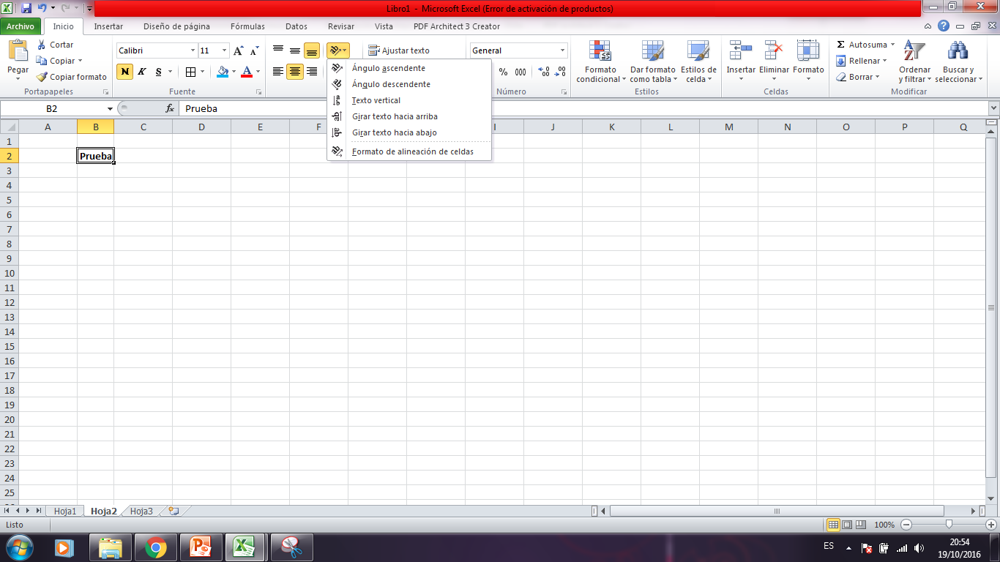 Libro1 - Microsoft Excel (Error de activación de productos)
Archivo Inicio Insertar Diseño de página Fórmulas Datos Revisar Vista PDF Architect 3 Creator
Pegar
Cortar
Copiar
Copiar formato
Portapapeles
Calibri 11
N K S
A A
Fuente
Ajustar texto
General
% 000
Número
Formato condicional
Dar formato como tabla
Estilos de celda
Estilos
Insertar Eliminar Formato
Celdas
Σ Autosuma
Rellenar
Borrar
Ordenar y filtrar
Buscar y seleccionar
Modificar
Ángulo ascendente
Ángulo descendente
Texto vertical
Girar texto hacia arriba
Girar texto hacia abajo
Formato de alineación de celdas
B2 fx Prueba
A B C D E F I J K L M N O P Q
1
2 Prueba
3
4
5
6
7
8
9
10
11
12
13
14
15
16
17
18
19
20
21
22
23
24
25
Hoja1 Hoja2 Hoja3
Listo 100%
ES 20:54
19/10/2016